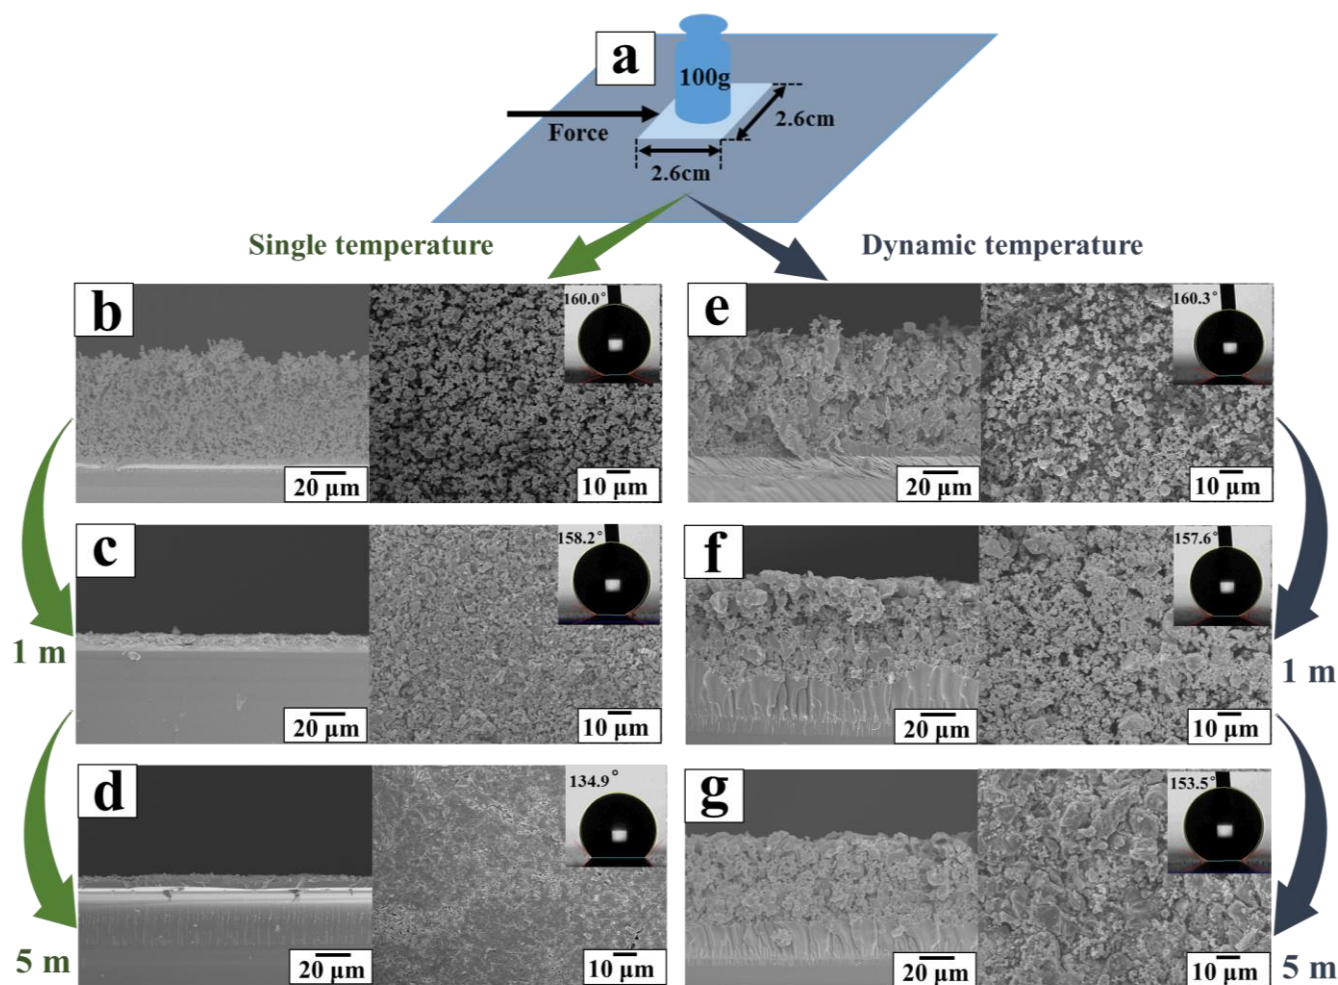 a
100g
Force
2.6cm
2.6cm
Single temperature
Dynamic temperature
b
160.0°
20 µm
10 µm
e
160.3°
20 µm
10 µm
c
158.2°
20 µm
10 µm
1 m
f
157.6°
20 µm
10 µm
1 m
d
134.9°
20 µm
10 µm
5 m
g
153.5°
20 µm
10 µm
5 m